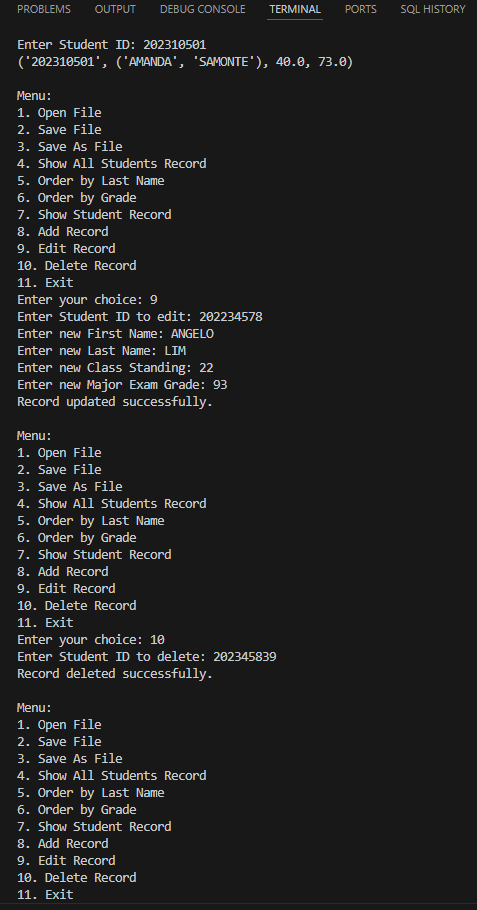 PROBLEMS OUTPUT DEBUG CONSOLE TERMINAL PORTS SQL HISTORY
Enter Student ID: 202310501
('202310501', ('AMANDA', 'SAMONTE'), 40.0, 73.0)
Menu:
1. Open File
2. Save File
3. Save As File
4. Show All Students Record
5. Order by Last Name
6. Order by Grade
7. Show Student Record
8. Add Record
9. Edit Record
10. Delete Record
11. Exit
Enter your choice: 9
Enter Student ID to edit: 202234578
Enter new First Name: ANGELO
Enter new Last Name: LIM
Enter new Class Standing: 22
Enter new Major Exam Grade: 93
Record updated successfully.
Menu:
1. Open File
2. Save File
3. Save As File
4. Show All Students Record
5. Order by Last Name
6. Order by Grade
7. Show Student Record
8. Add Record
9. Edit Record
10. Delete Record
11. Exit
Enter your choice: 10
Enter Student ID to delete: 202345839
Record deleted successfully.
Menu:
1. Open File
2. Save File
3. Save As File
4. Show All Students Record
5. Order by Last Name
6. Order by Grade
7. Show Student Record
8. Add Record
9. Edit Record
10. Delete Record
11. Exit